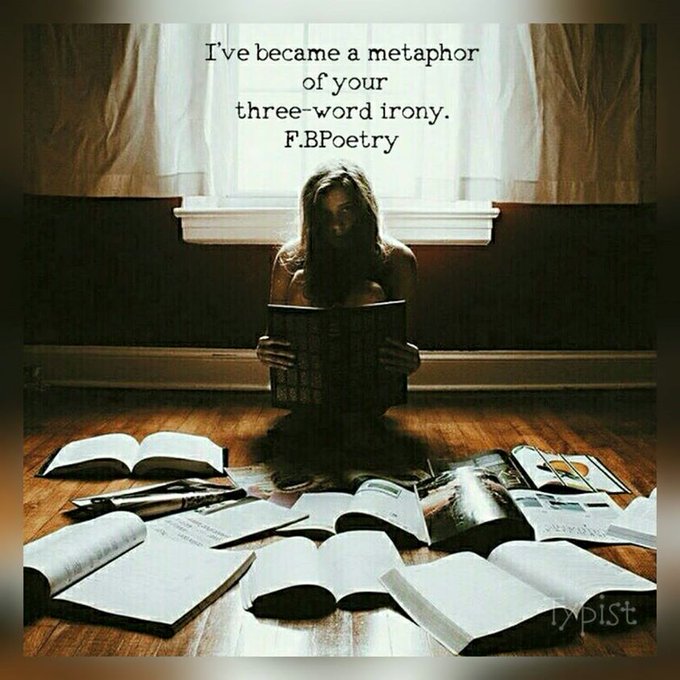 I've became a metaphor
of your
three-word irony.
F.BPoetry
Typist